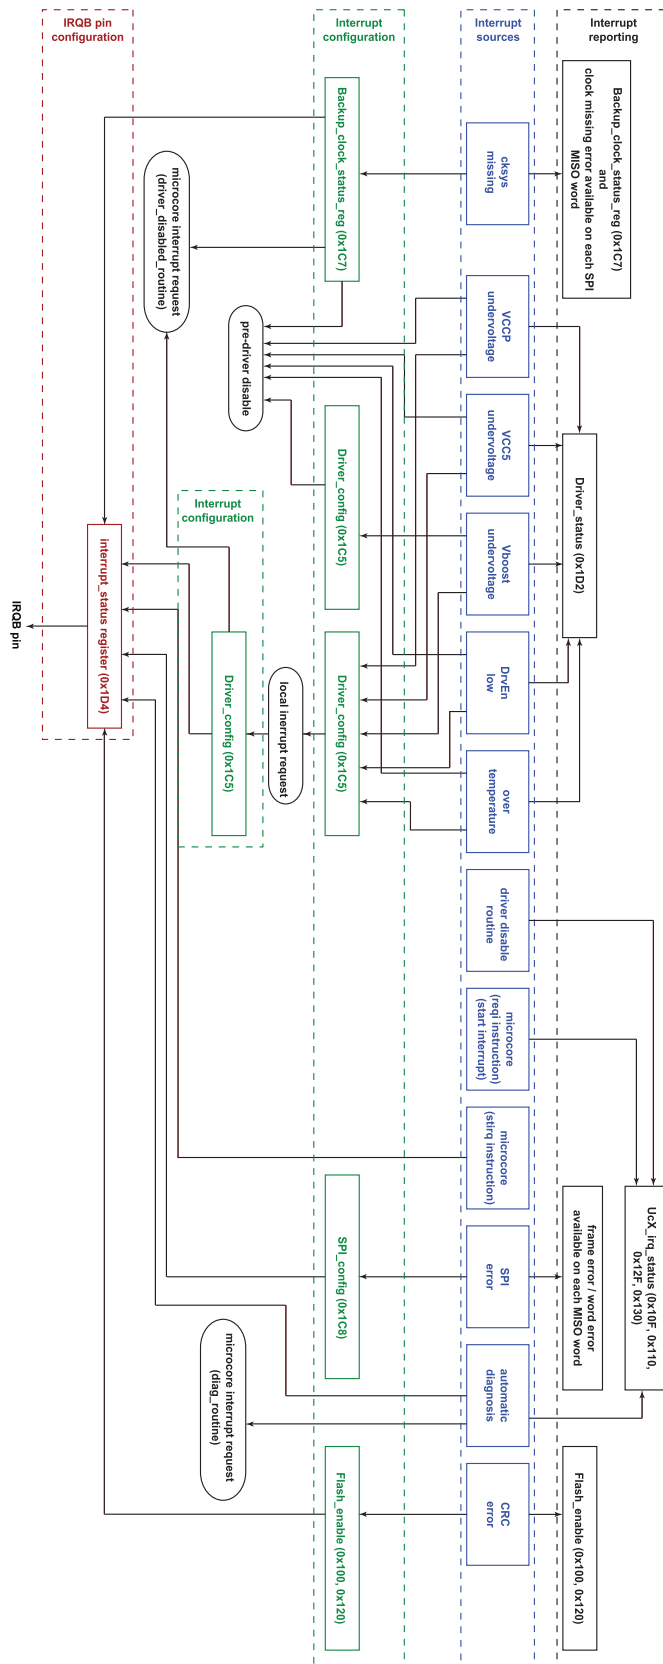 Interrupt
reporting
Backup_clock_status_reg (0x1C7)
and
clock missing error available on each SPI
MISO word
Driver_status (0x1D2)
UcX_irq_status (0x10F, 0x110,
0x12F, 0x130)
frame error / word error
available on each MISO word
Flash_enable (0x100, 0x120)
Interrupt
sources
cksys
missing
VCCP
undervoltage
VCC5
undervoltage
Vboost
undervoltage
DrvEn
low
over
temperature
driver disable
routine
microcore
(reqi instruction)
(start interrupt)
microcore
(stirq instruction)
SPI
error
automatic
diagnosis
CRC
error
Interrupt
configuration
Backup_clock_status_reg (0x1C7)
Driver_config (0x1C5)
Driver_config (0x1C5)
SPI_config (0x1C8)
Flash_enable (0x100, 0x120)
pre-driver disable
local inerrupt request
Interrupt
configuration
Driver_config (0x1C5)
microcore interrupt request
(driver_disabled_routine)
microcore interrupt request
(diag_routine)
IRQB pin
configuration
interrupt_status register (0x1D4)
IRQB pin